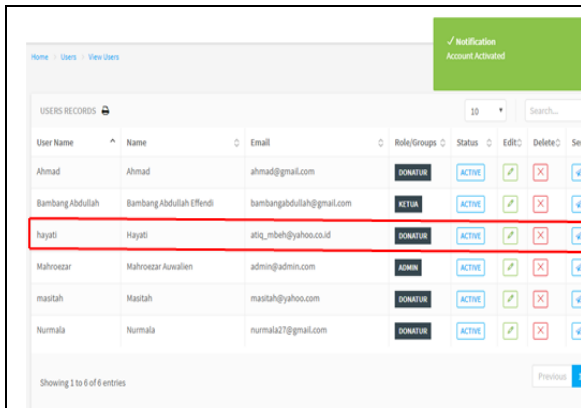 ✓ Notification
Account Activated
Home Users View Users
USERS RECORDS 10 Search...
User Name Name Email Role/Groups Status Edit Delete
Ahmad Ahmad ahmad@gmail.com DONATUR ACTIVE
Bambang Abdullah Bambang Abdullah Effendi bambangabdullah@gmail.com KETUA ACTIVE
hayati Hayati atiq_mbeh@yahoo.co.id DONATUR ACTIVE
Mahroezar Mahroezar Auwalien admin@admin.com ADMIN ACTIVE
masitah Masitah masitah@yahoo.com DONATUR ACTIVE
Nurmala Nurmala nurmala27@gmail.com DONATUR ACTIVE
Showing 1 to 6 of 6 entries Previous